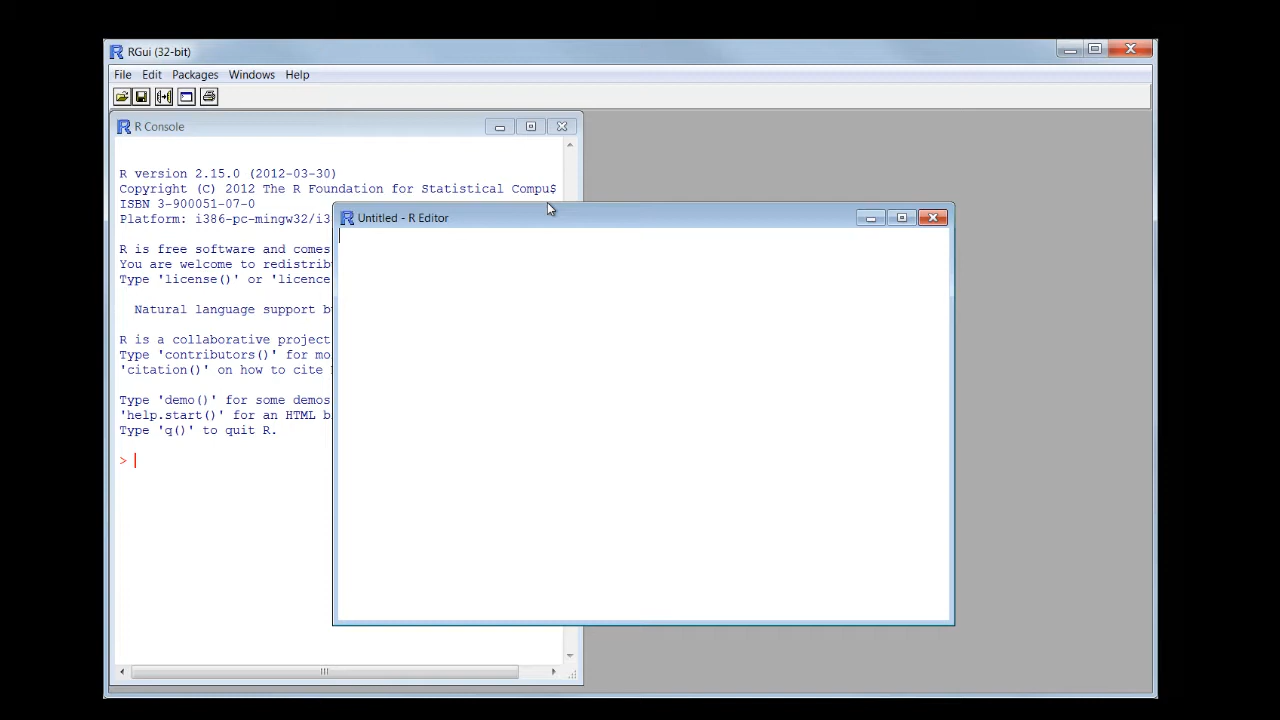 RGui (32-bit)
File Edit Packages Windows Help
R Console
R version 2.15.0 (2012-03-30)
Copyright (C) 2012 The R Foundation for Statistical Compu$
ISBN 3-900051-07-0
Platform: i386-pc-mingw32/i3
Untitled - R Editor
R is free software and comes
You are welcome to redistrib
Type 'license()' or 'licence
Natural language support
R is a collaborative project
Type 'contributors()' for mo
'citation()' on how to cite
Type 'demo()' for some demos
'help.start()' for an HTML b
Type 'q()' to quit R.
>